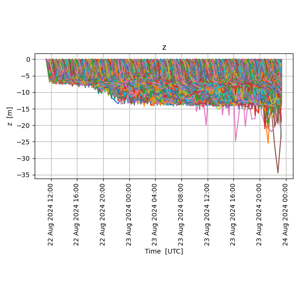 z
0
−5
−10
−15
−20
−25
−30
−35
z [m]
22 Aug 2024 12:00
22 Aug 2024 16:00
22 Aug 2024 20:00
23 Aug 2024 00:00
23 Aug 2024 04:00
23 Aug 2024 08:00
23 Aug 2024 12:00
23 Aug 2024 16:00
23 Aug 2024 20:00
24 Aug 2024 00:00
Time [UTC]